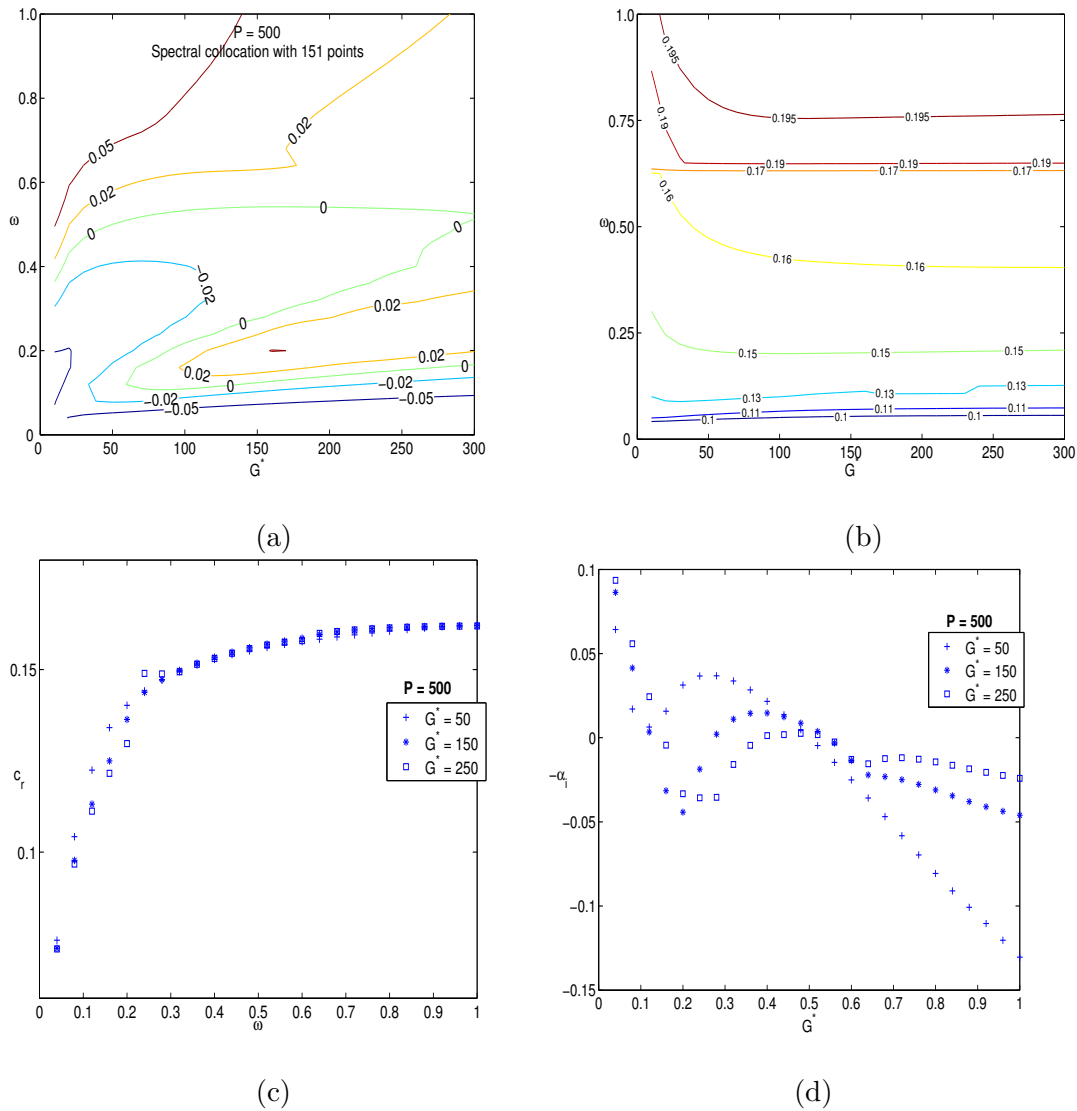 P = 500
Spectral collocation with 151 points
1.0
0.8
0.6
ω
0.4
0.2
0
0.05
0.02
0.02
0
0
−0.02
0
0.02
0.02
0.02
0
0
−0.02
−0.02
−0.05
−0.05
0 50 100 150 200 250 300
G*
(a)
1.0
0.75
ω
0.50
0.25
0
0.195
0.195
0.195
0.19
0.19
0.19
0.17
0.17
0.17
0.16
0.16
0.16
0.15
0.15
0.15
0.13
0.13
0.13
0.11
0.11
0.11
0.1
0.1
0.1
0 50 100 150 200 250 300
G*
(b)
0.15
c_r
0.1
P = 500
G* = 50
G* = 150
G* = 250
0 0.1 0.2 0.3 0.4 0.5 0.6 0.7 0.8 0.9 1
ω
(c)
0.1
0.05
0
−α_i
−0.05
−0.1
−0.15
P = 500
G* = 50
G* = 150
G* = 250
0 0.1 0.2 0.3 0.4 0.5 0.6 0.7 0.8 0.9 1
G*
(d)